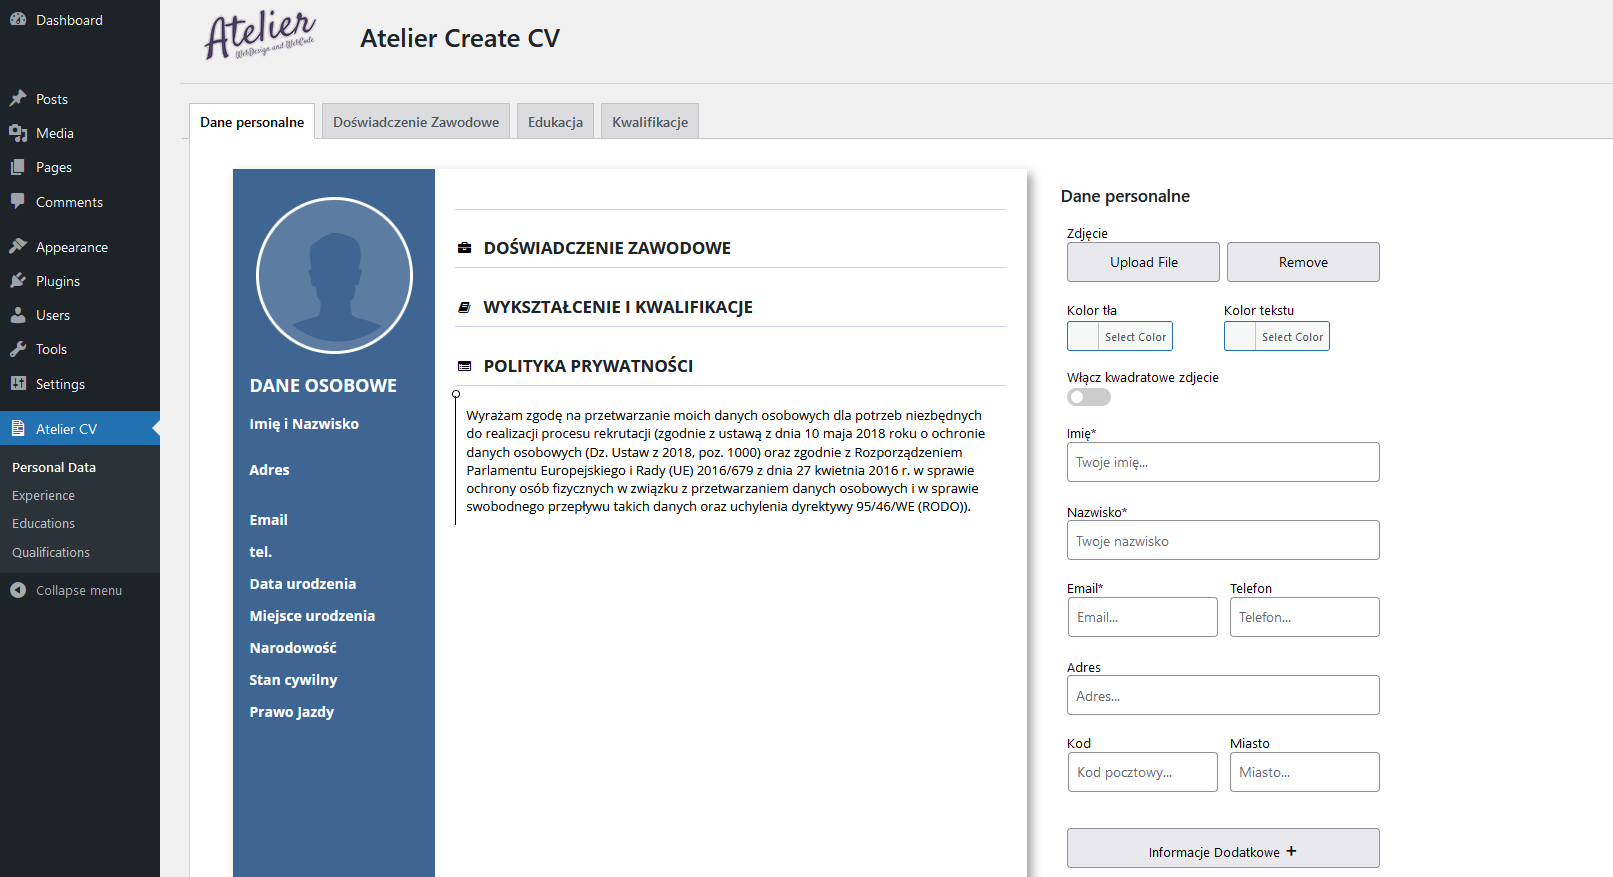 Dashboard
Posts
Media
Pages
Comments
Appearance
Plugins
Users
Tools
Settings
Atelier CV
Personal Data
Experience
Educations
Qualifications
Collapse menu
Atelier
WebDesign and WebCode
Atelier Create CV
Dane personalne
Doświadczenie Zawodowe
Edukacja
Kwalifikacje
DANE OSOBOWE
Imię i Nazwisko
Adres
Email
tel.
Data urodzenia
Miejsce urodzenia
Narodowość
Stan cywilny
Prawo Jazdy
DOŚWIADCZENIE ZAWODOWE
WYKSZTAŁCENIE I KWALIFIKACJE
POLITYKA PRYWATNOŚCI
Wyrażam zgodę na przetwarzanie moich danych osobowych dla potrzeb niezbędnych
do realizacji procesu rekrutacji (zgodnie z ustawą z dnia 10 maja 2018 roku o ochronie
danych osobowych (Dz. Ustaw z 2018, poz. 1000) oraz zgodnie z Rozporządzeniem
Parlamentu Europejskiego i Rady (UE) 2016/679 z dnia 27 kwietnia 2016 r. w sprawie
ochrony osób fizycznych w związku z przetwarzaniem danych osobowych i w sprawie
swobodnego przepływu takich danych oraz uchylenia dyrektywy 95/46/WE (RODO)).
Dane personalne
Zdjęcie
Upload File
Remove
Kolor tła
Kolor tekstu
Select Color
Select Color
Włącz kwadratowe zdjecie
Imię*
Twoje imię...
Nazwisko*
Twoje nazwisko
Email*
Telefon
Email...
Telefon...
Adres
Adres...
Kod
Miasto
Kod pocztowy...
Miasto...
Informacje Dodatkowe +